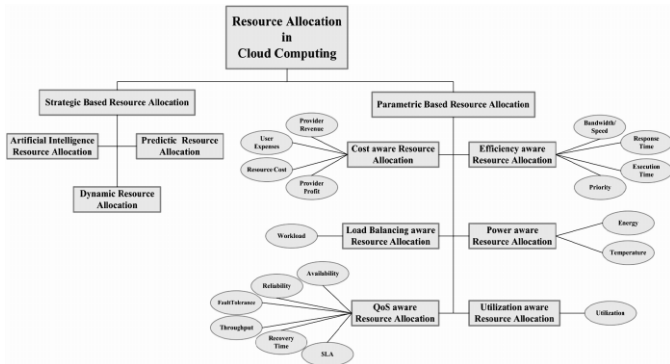 Resource Allocation
in
Cloud Computing
Strategic Based Resource Allocation
Parametric Based Resource Allocation
Artificial Intelligence
Resource Allocation
Predictic Resource
Allocation
Dynamic Resource
Allocation
Provider
Revenue
User
Expenses
Resource Cost
Provider
Profit
Cost aware Resource
Allocation
Efficiency aware
Resource Allocation
Bandwidth/
Speed
Response
Time
Execution
Time
Priority
Workload
Load Balancing aware
Resource Allocation
Power aware
Resource Allocation
Energy
Temperature
Availability
Reliability
FaultTolerance
Throughput
Recovery
Time
SLA
QoS aware
Resource Allocation
Utilization aware
Resource Allocation
Utilization